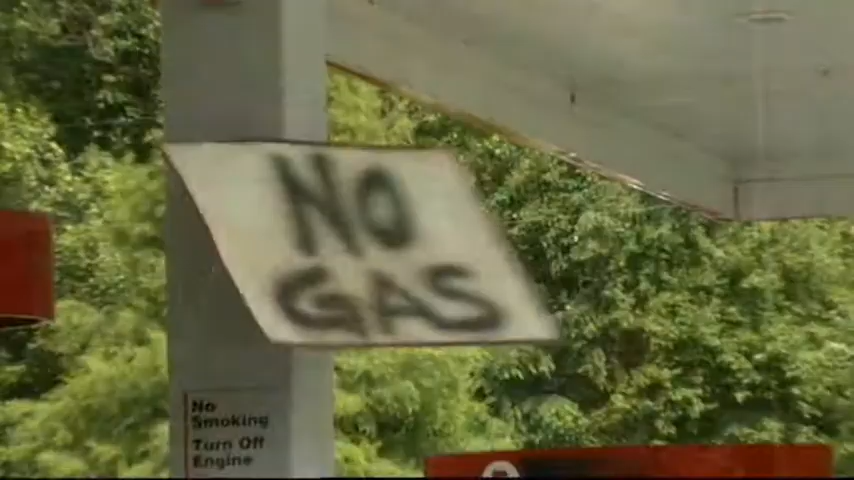 NO
GAS
No
Smoking
Turn Off
Engine